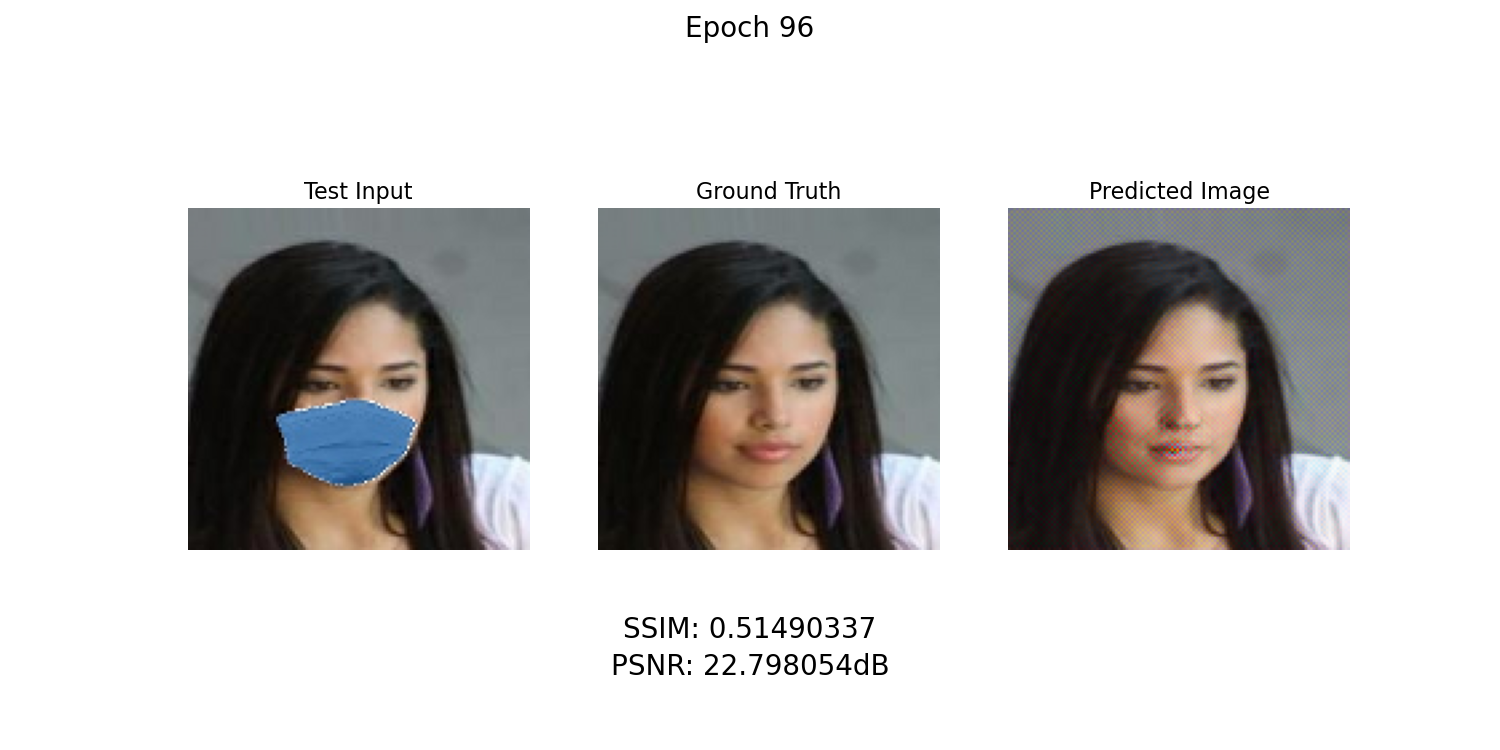 Epoch 96
Test Input
Ground Truth
Predicted Image
SSIM: 0.51490337
PSNR: 22.798054dB